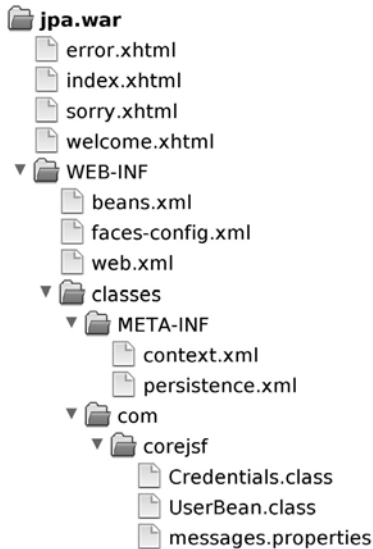 jpa.war
error.xhtml
index.xhtml
sorry.xhtml
welcome.xhtml
WEB-INF
beans.xml
faces-config.xml
web.xml
classes
META-INF
context.xml
persistence.xml
com
corejsf
Credentials.class
UserBean.class
messages.properties